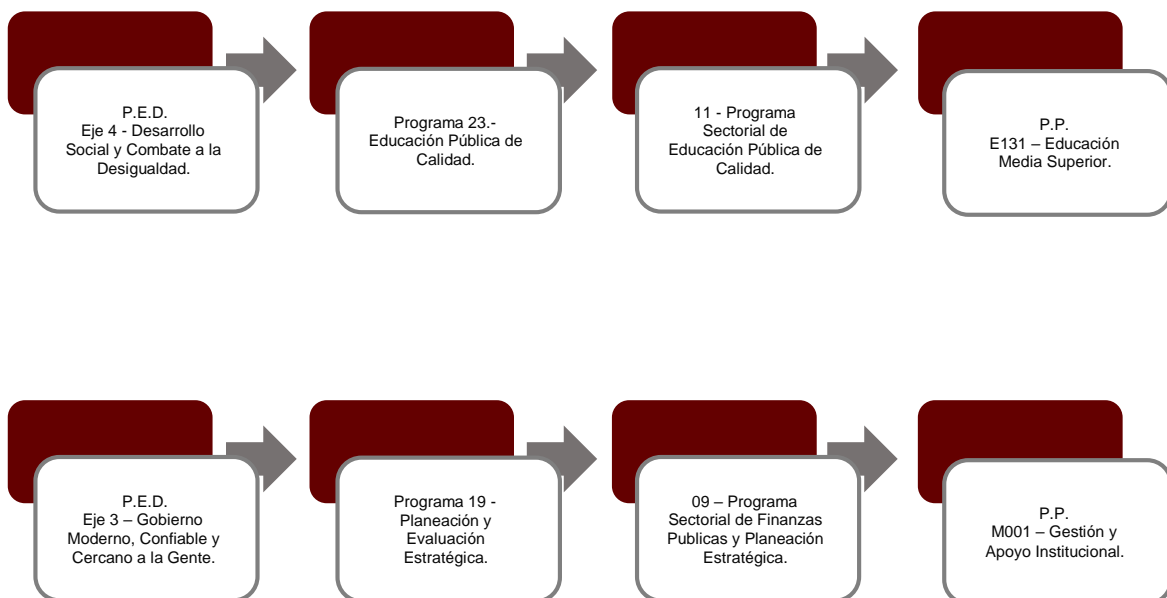 P.E.D.
Eje 4 - Desarrollo
Social y Combate a la
Desigualdad.
Programa 23.-
Educación Pública de
Calidad.
11 - Programa
Sectorial de
Educación Pública de
Calidad.
P.P.
E131 – Educación
Media Superior.
P.E.D.
Eje 3 – Gobierno
Moderno, Confiable y
Cercano a la Gente.
Programa 19 -
Planeación y
Evaluación
Estratégica.
09 – Programa
Sectorial de Finanzas
Publicas y Planeación
Estratégica.
P.P.
M001 – Gestión y
Apoyo Institucional.